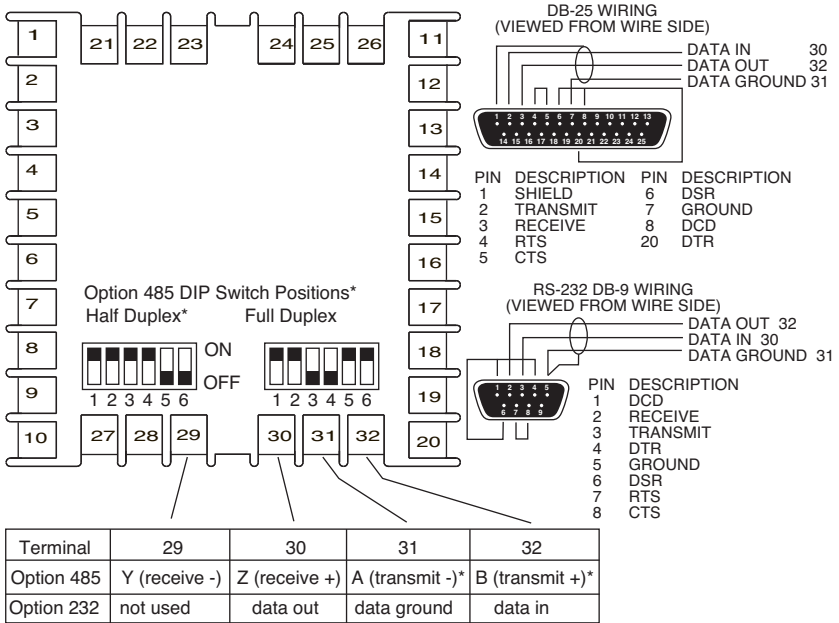 DB-25 WIRING
(VIEWED FROM WIRE SIDE)
DATA IN 30
DATA OUT 32
DATA GROUND 31
1 2 3 4 5 6 7 8 9 10 11 12 13
14 15 16 17 18 19 20 21 22 23 24 25
PIN DESCRIPTION PIN DESCRIPTION
1 SHIELD 6 DSR
2 TRANSMIT 7 GROUND
3 RECEIVE 8 DCD
4 RTS 20 DTR
5 CTS
RS-232 DB-9 WIRING
(VIEWED FROM WIRE SIDE)
DATA OUT 32
DATA IN 30
DATA GROUND 31
1 2 3 4 5
6 7 8 9
PIN DESCRIPTION
1 DCD
2 RECEIVE
3 TRANSMIT
4 DTR
5 GROUND
6 DSR
7 RTS
8 CTS
1 21 22 23 24 25 26 11
2 12
3 13
4 14
5 15
6 16
7 17
8 18
9 19
10 27 28 29 30 31 32 20
Option 485 DIP Switch Positions*
Half Duplex* Full Duplex
ON
OFF
1 2 3 4 5 6 1 2 3 4 5 6
Terminal 29 30 31 32
Option 485 Y (receive -) Z (receive +) A (transmit -)* B (transmit +)*
Option 232 not used data out data ground data in